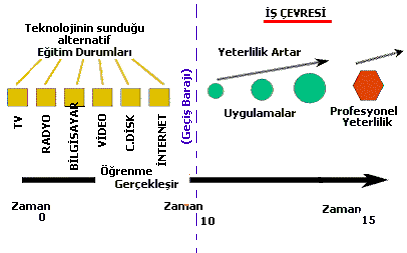 İŞ ÇEVRESİ
Teknolojinin sunduğu
alternatif
Eğitim Durumları
TV
RADYO
BİLGİSAYAR
VİDEO
C.DİSK
İNTERNET
(Geçiş Barajı)
Yeterlilik Artar
Uygulamalar
Profesyonel
Yeterlilik
Öğrenme
Gerçekleşir
Zaman
0
Zaman
10
Zaman
15